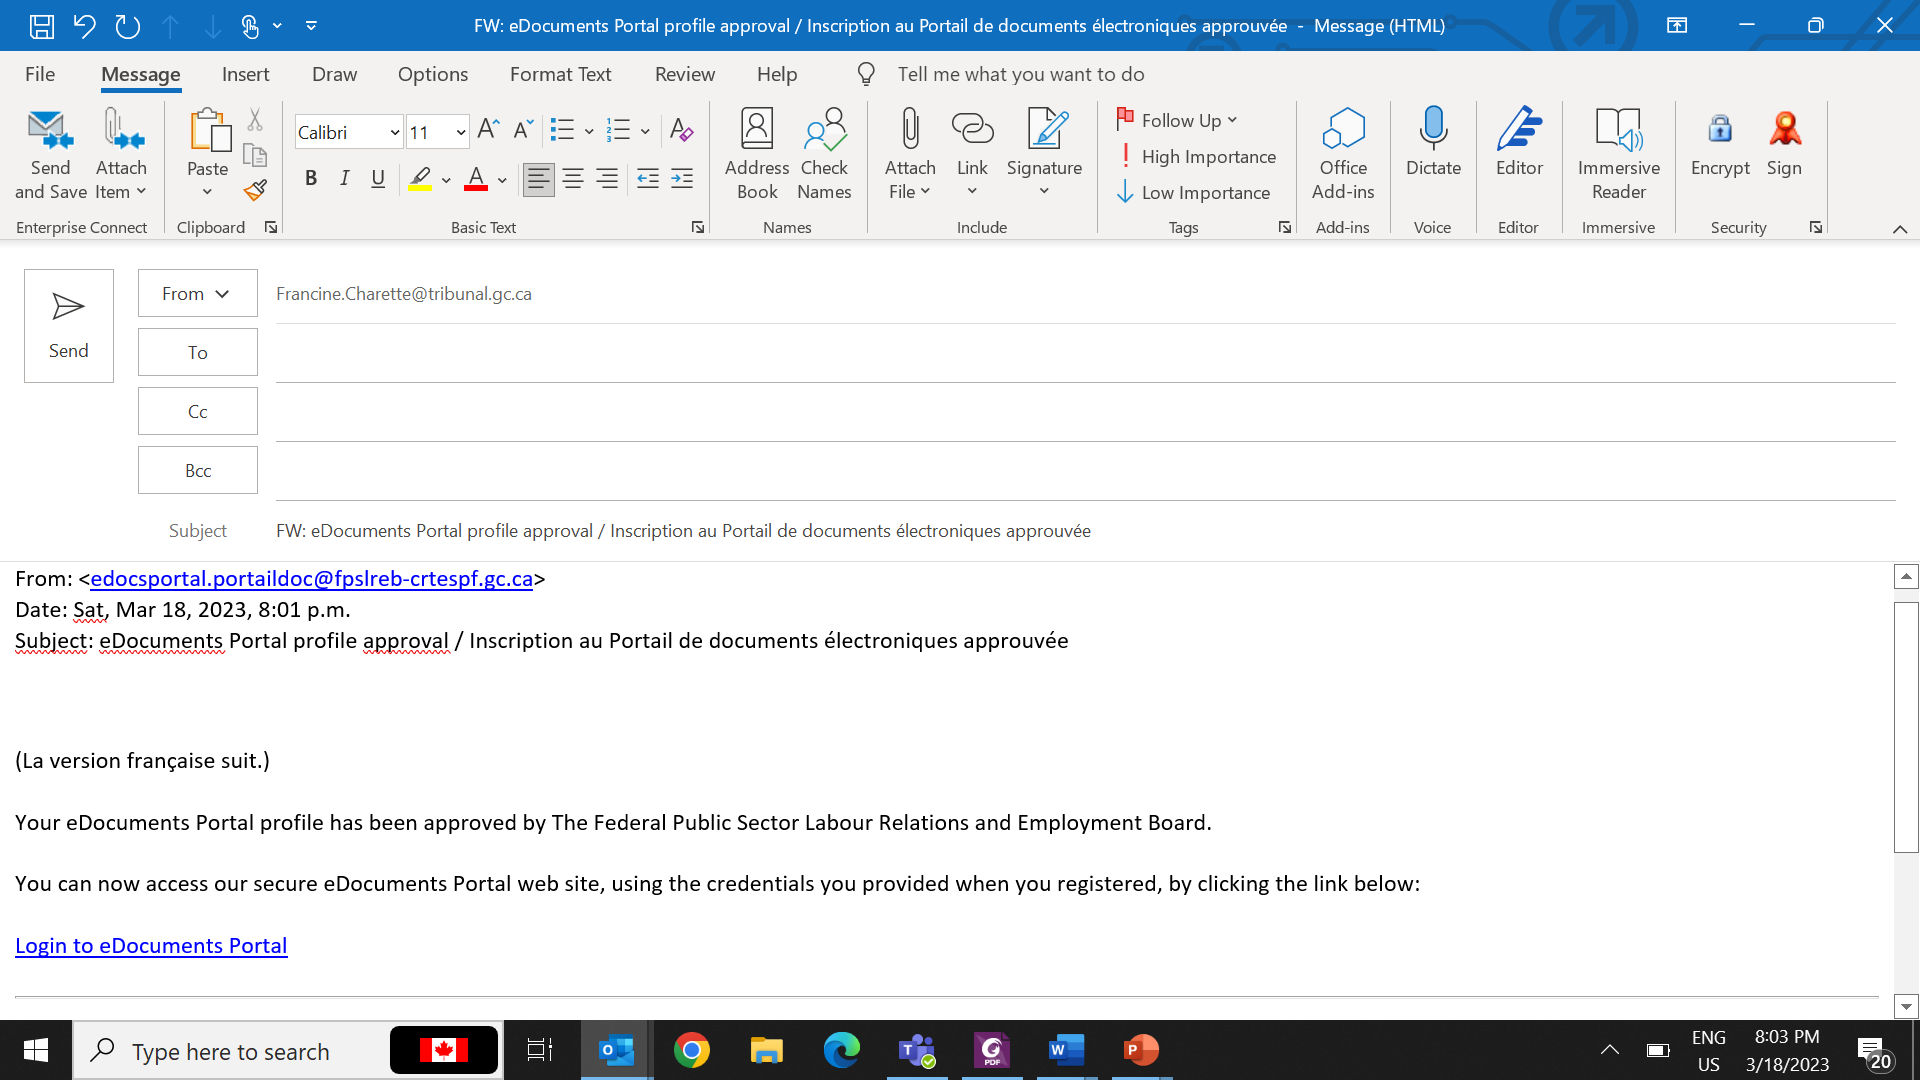 FW: eDocuments Portal profile approval / Inscription au Portail de documents électroniques approuvée - Message (HTML)
File Message Insert Draw Options Format Text Review Help Tell me what you want to do
Send and Save
Attach Item
Enterprise Connect
Paste
Clipboard
Calibri 11
B I U A
Basic Text
Address Book
Check Names
Names
Attach File
Link
Signature
Include
Follow Up
High Importance
Low Importance
Tags
Office Add-ins
Add-ins
Dictate
Voice
Editor
Editor
Immersive Reader
Immersive
Encrypt
Sign
Security
Send
From Francine.Charette@tribunal.gc.ca
To
Cc
Bcc
Subject FW: eDocuments Portal profile approval / Inscription au Portail de documents électroniques approuvée
From: <edocsportal.portaildoc@fpslreb-crtespf.gc.ca>
Date: Sat, Mar 18, 2023, 8:01 p.m.
Subject: eDocuments Portal profile approval / Inscription au Portail de documents électroniques approuvée
(La version française suit.)
Your eDocuments Portal profile has been approved by The Federal Public Sector Labour Relations and Employment Board.
You can now access our secure eDocuments Portal web site, using the credentials you provided when you registered, by clicking the link below:
Login to eDocuments Portal
Type here to search
ENG
US
8:03 PM
3/18/2023
20